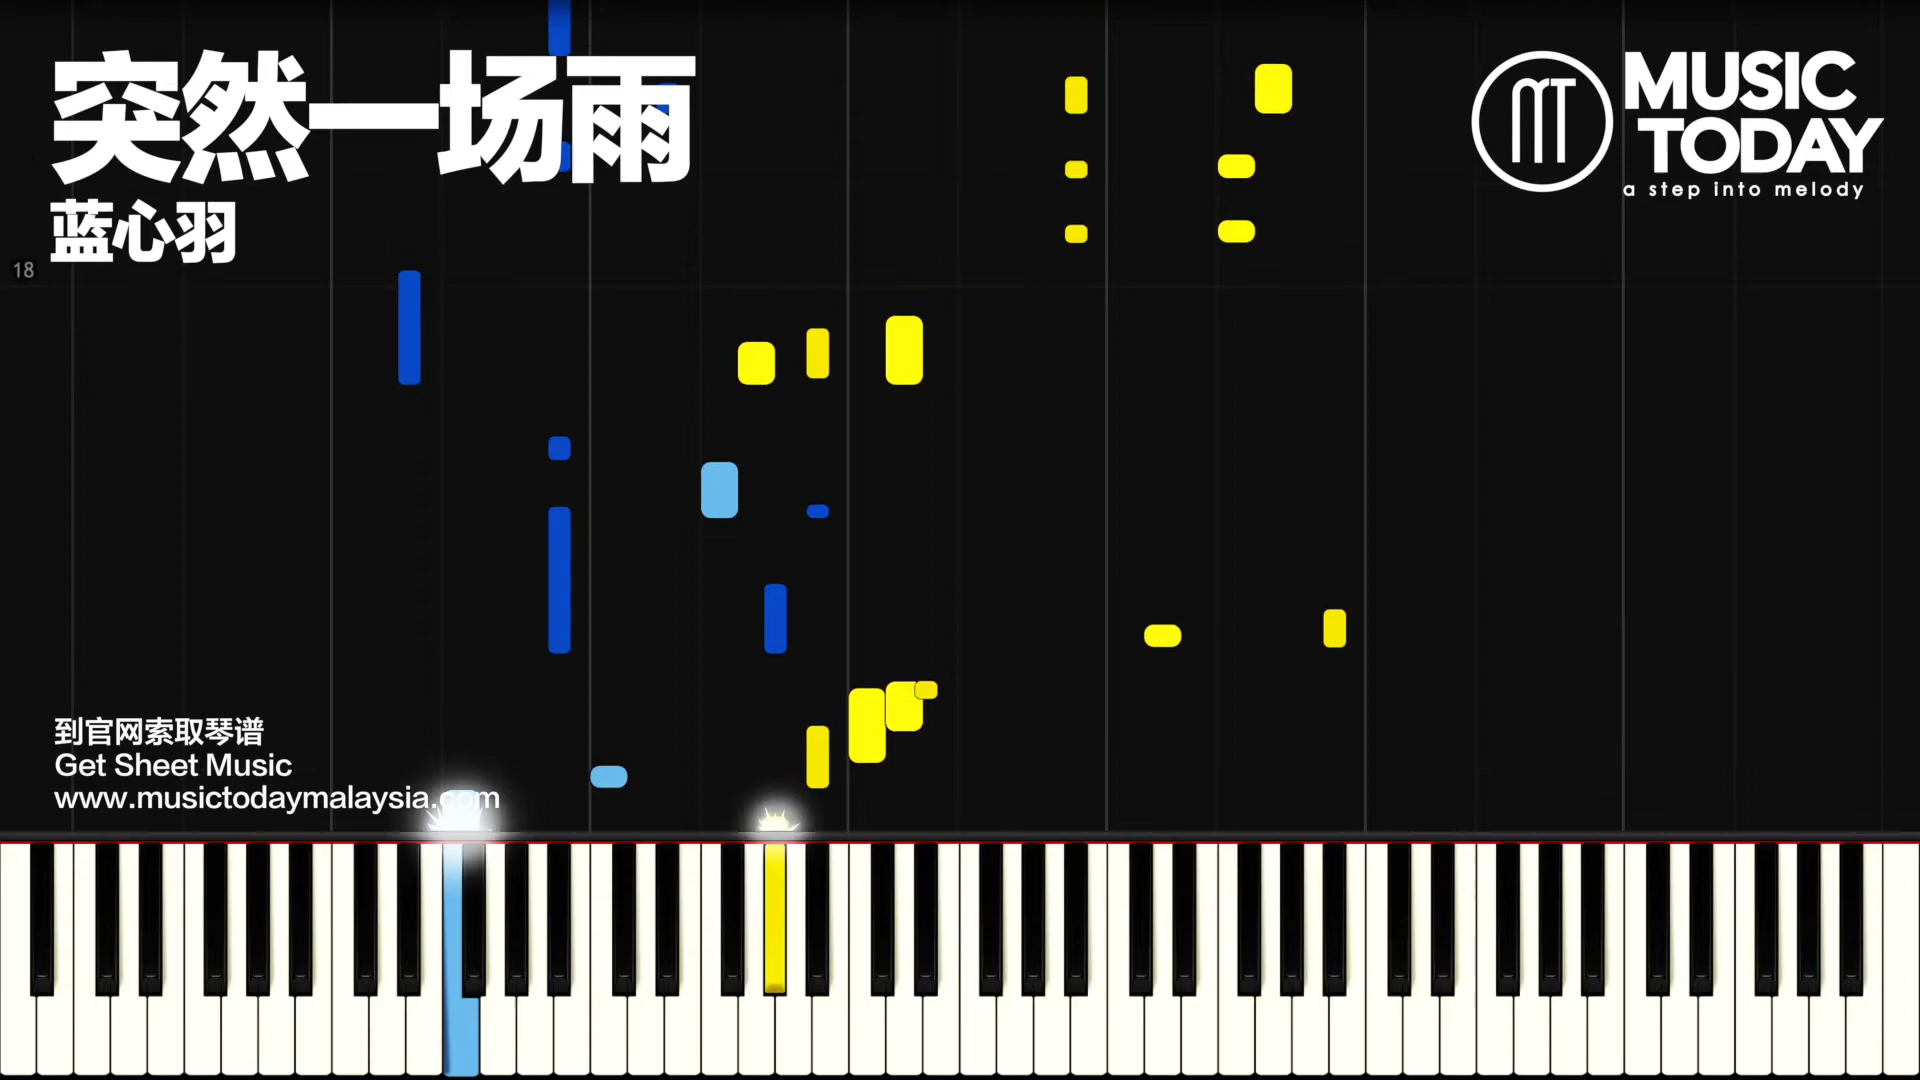 突然一场雨
蓝心羽
18
MT
MUSIC
TODAY
a step into melody
到官网索取琴谱
Get Sheet Music
www.musictodaymalaysia.com